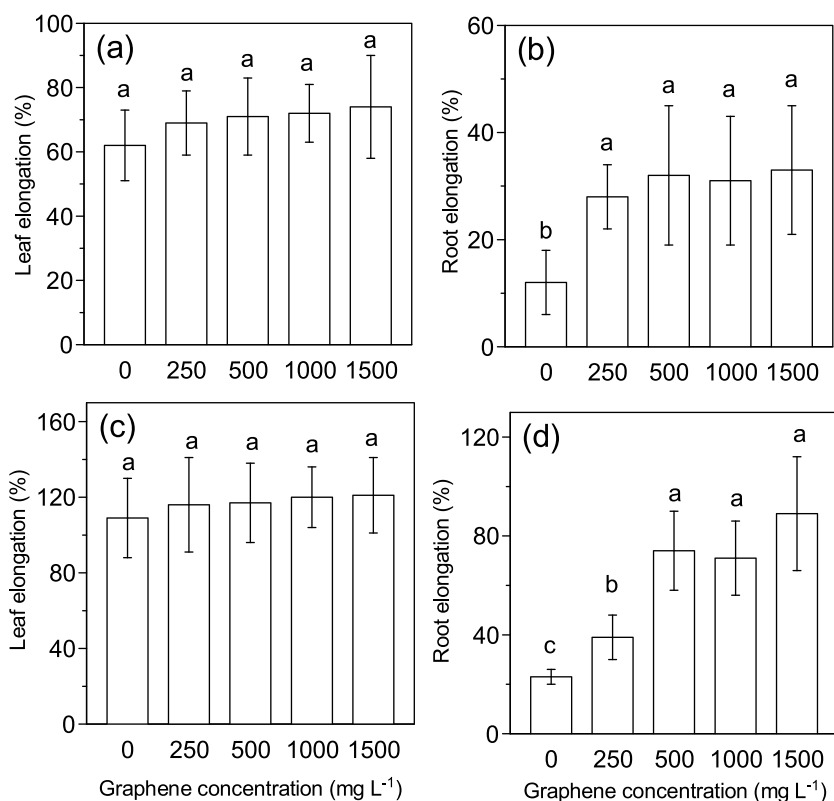 (a)
Leaf elongation (%)
100
80
60
40
20
0
a a a a a
0 250 500 1000 1500
(b)
Root elongation (%)
60
40
20
0
b a a a a
0 250 500 1000 1500
(c)
Leaf elongation (%)
160
120
80
40
0
a a a a a
0 250 500 1000 1500
Graphene concentration (mg L⁻¹)
(d)
Root elongation (%)
120
80
40
0
c b a a a
0 250 500 1000 1500
Graphene concentration (mg L⁻¹)